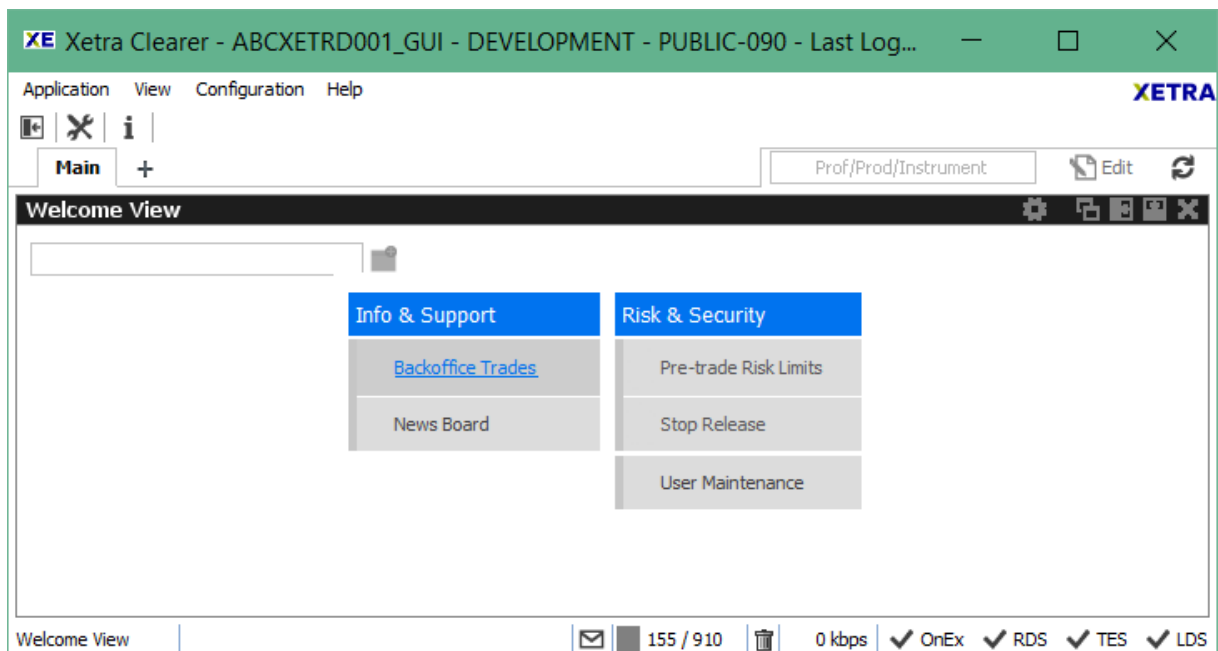 XE Xetra Clearer - ABCXETRD001_GUI - DEVELOPMENT - PUBLIC-090 - Last Log...
Application View Configuration Help
XETRA
Main +
Prof/Prod/Instrument
Edit
Welcome View
Info & Support
Risk & Security
Backoffice Trades
Pre-trade Risk Limits
News Board
Stop Release
User Maintenance
Welcome View
155 / 910
0 kbps
OnEx
RDS
TES
LDS